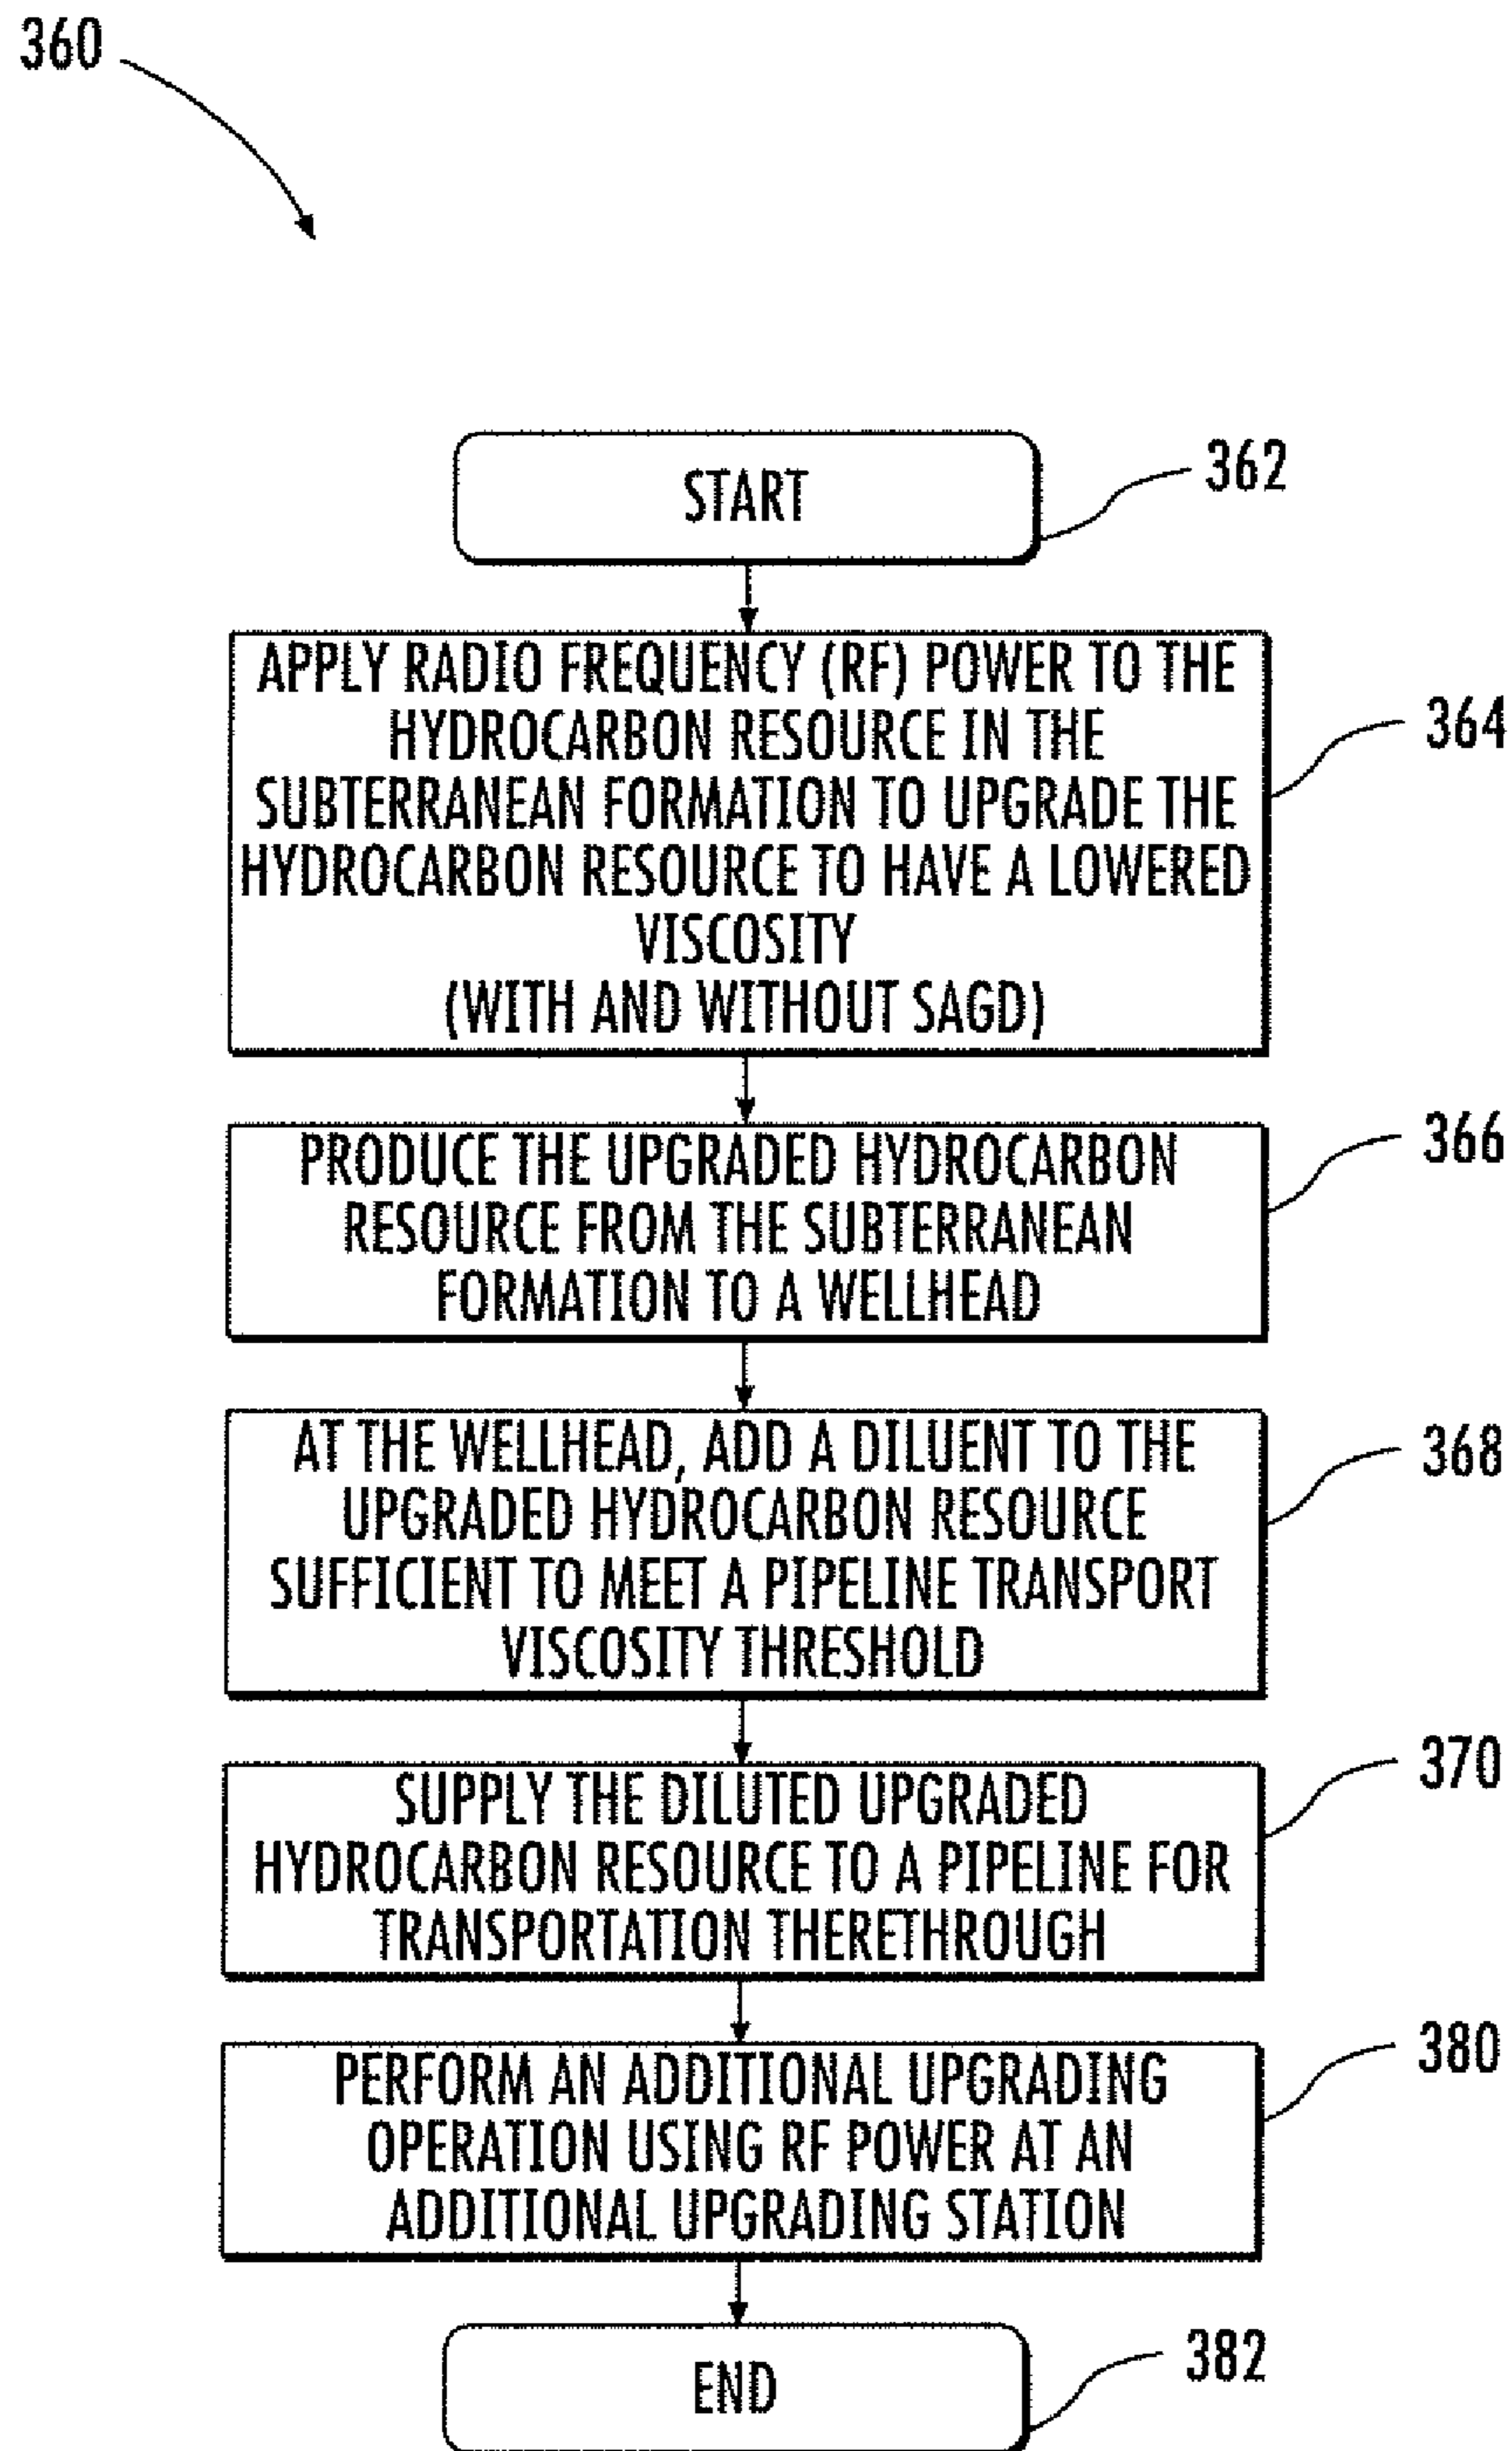 360
START
362
APPLY RADIO FREQUENCY (RF) POWER TO THE
HYDROCARBON RESOURCE IN THE
SUBTERRANEAN FORMATION TO UPGRADE THE
HYDROCARBON RESOURCE TO HAVE A LOWERED
VISCOSITY
(WITH AND WITHOUT SAGD)
364
PRODUCE THE UPGRADED HYDROCARBON
RESOURCE FROM THE SUBTERRANEAN
FORMATION TO A WELLHEAD
366
AT THE WELLHEAD, ADD A DILUENT TO THE
UPGRADED HYDROCARBON RESOURCE
SUFFICIENT TO MEET A PIPELINE TRANSPORT
VISCOSITY THRESHOLD
368
SUPPLY THE DILUTED UPGRADED
HYDROCARBON RESOURCE TO A PIPELINE FOR
TRANSPORTATION THERETHROUGH
370
PERFORM AN ADDITIONAL UPGRADING
OPERATION USING RF POWER AT AN
ADDITIONAL UPGRADING STATION
380
END
382